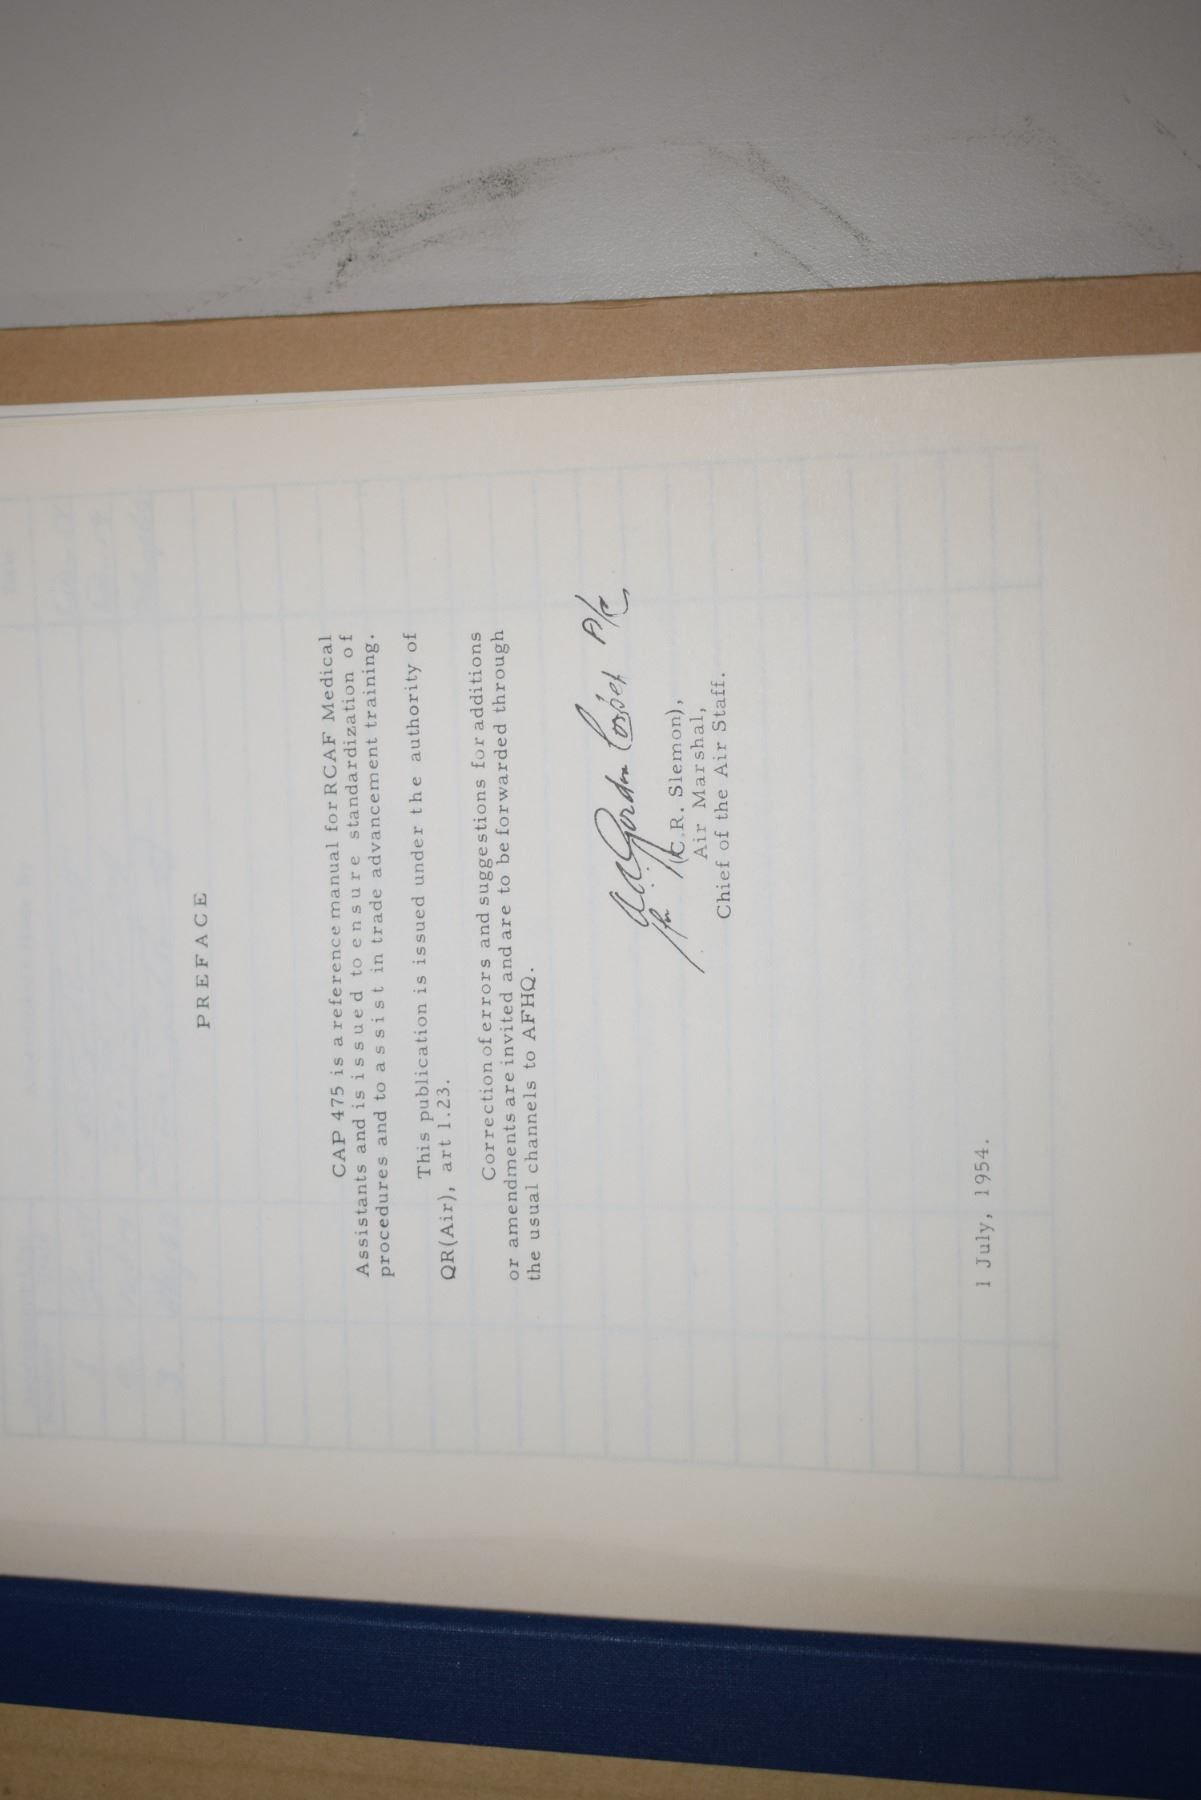 PREFACE
CAP 475 is a reference manual for RCAF Medical
Assistants and is issued to ensure standardization of
procedures and to assist in trade advancement training.
This publication is issued under the authority of
QR(Air), art 1.23.
Correction of errors and suggestions for additions
or amendments are invited and are to be forwarded through
the usual channels to AFHQ.
Gordon A/C
(C.R. Slemon),
Air Marshal,
Chief of the Air Staff.
1 July, 1954.